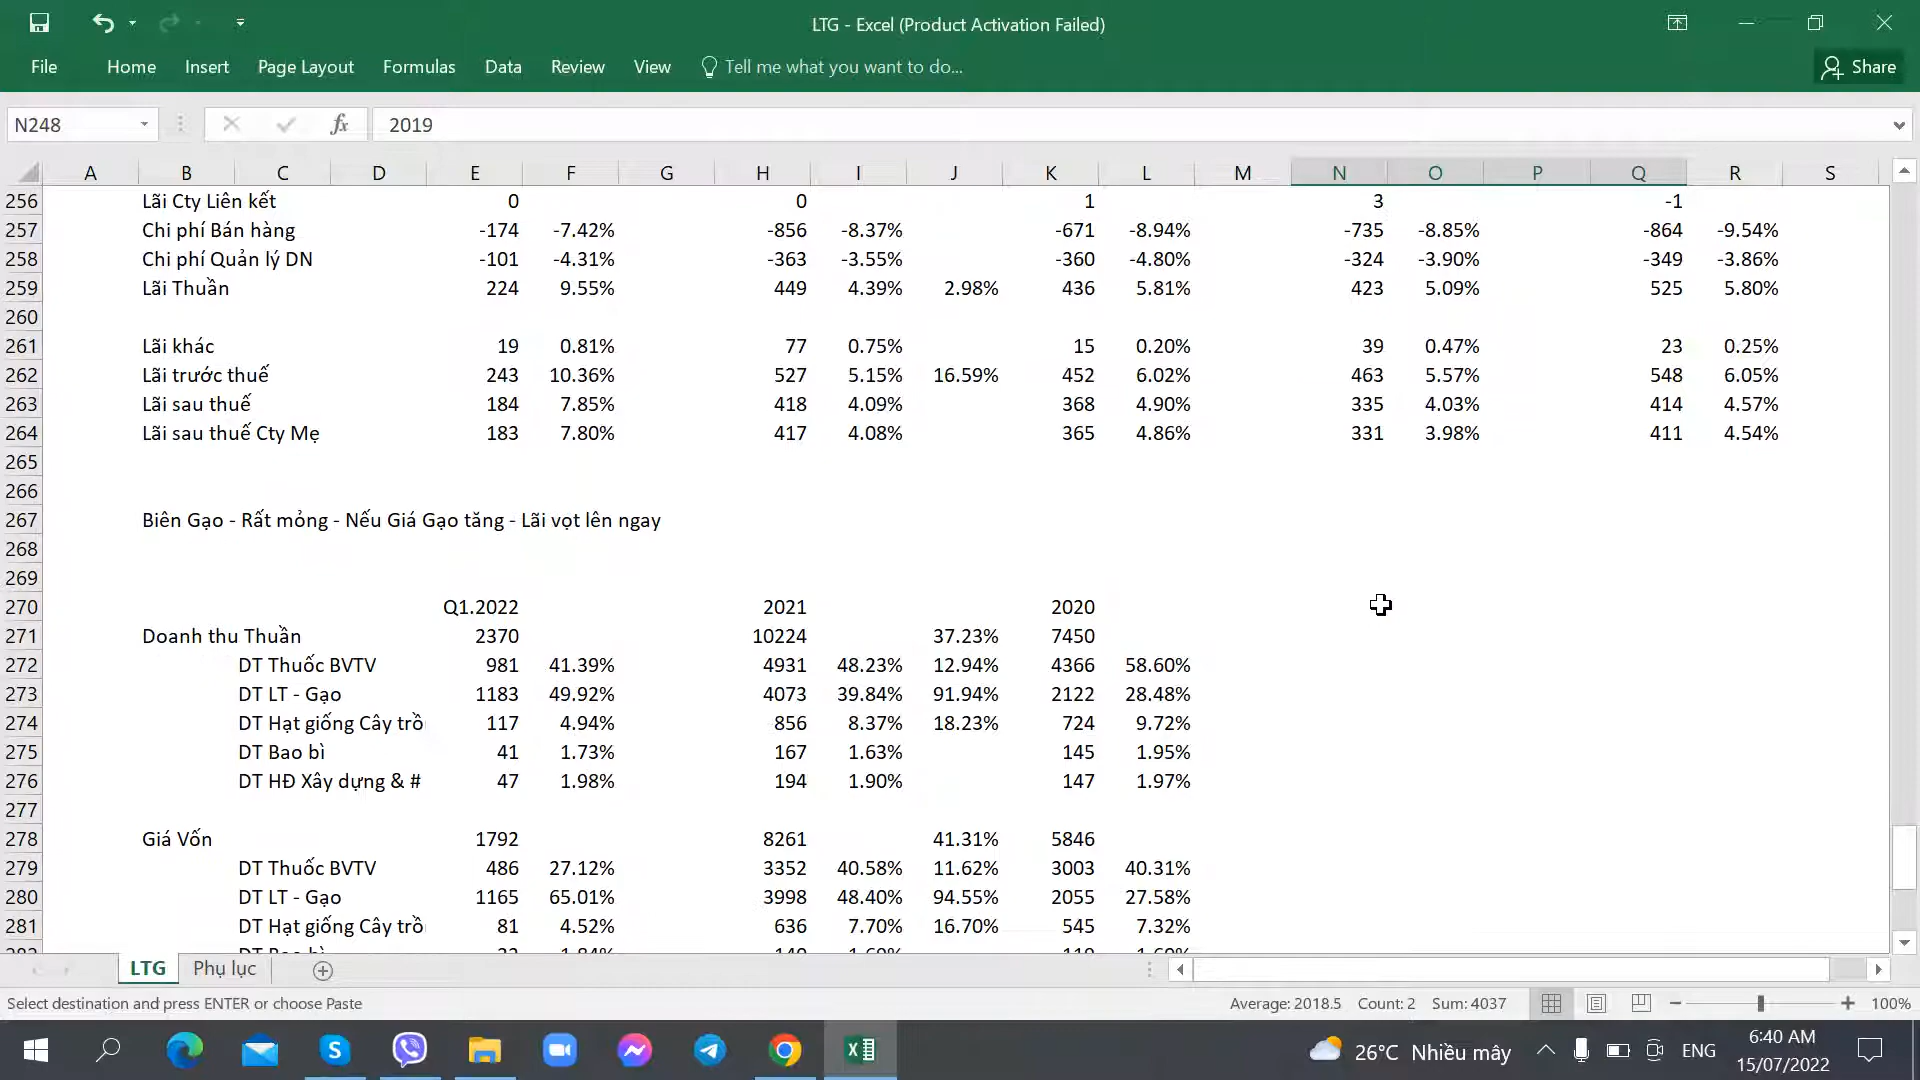 LTG - Excel (Product Activation Failed)
File Home Insert Page Layout Formulas Data Review View Tell me what you want to do... Share
N248 fx 2019
A B C D E F G H I J K L M N O P Q R S
256 Lãi Cty Liên kết 0 0 1 3 -1
257 Chi phí Bán hàng -174 -7.42% -856 -8.37% -671 -8.94% -735 -8.85% -864 -9.54%
258 Chi phí Quản lý DN -101 -4.31% -363 -3.55% -360 -4.80% -324 -3.90% -349 -3.86%
259 Lãi Thuần 224 9.55% 449 4.39% 2.98% 436 5.81% 423 5.09% 525 5.80%
260
261 Lãi khác 19 0.81% 77 0.75% 15 0.20% 39 0.47% 23 0.25%
262 Lãi trước thuế 243 10.36% 527 5.15% 16.59% 452 6.02% 463 5.57% 548 6.05%
263 Lãi sau thuế 184 7.85% 418 4.09% 368 4.90% 335 4.03% 414 4.57%
264 Lãi sau thuế Cty Mẹ 183 7.80% 417 4.08% 365 4.86% 331 3.98% 411 4.54%
265
266
267 Biên Gạo - Rất mỏng - Nếu Giá Gạo tăng - Lãi vọt lên ngay
268
269
270 Q1.2022 2021 2020
271 Doanh thu Thuần 2370 10224 37.23% 7450
272 DT Thuốc BVTV 981 41.39% 4931 48.23% 12.94% 4366 58.60%
273 DT LT - Gạo 1183 49.92% 4073 39.84% 91.94% 2122 28.48%
274 DT Hạt giống Cây trồ 117 4.94% 856 8.37% 18.23% 724 9.72%
275 DT Bao bì 41 1.73% 167 1.63% 145 1.95%
276 DT HĐ Xây dựng & # 47 1.98% 194 1.90% 147 1.97%
277
278 Giá Vốn 1792 8261 41.31% 5846
279 DT Thuốc BVTV 486 27.12% 3352 40.58% 11.62% 3003 40.31%
280 DT LT - Gạo 1165 65.01% 3998 48.40% 94.55% 2055 27.58%
281 DT Hạt giống Cây trồ 81 4.52% 636 7.70% 16.70% 545 7.32%
LTG Phụ lục
Select destination and press ENTER or choose Paste Average: 2018.5 Count: 2 Sum: 4037 100%
26°C Nhiều mây ENG 6:40 AM
15/07/2022